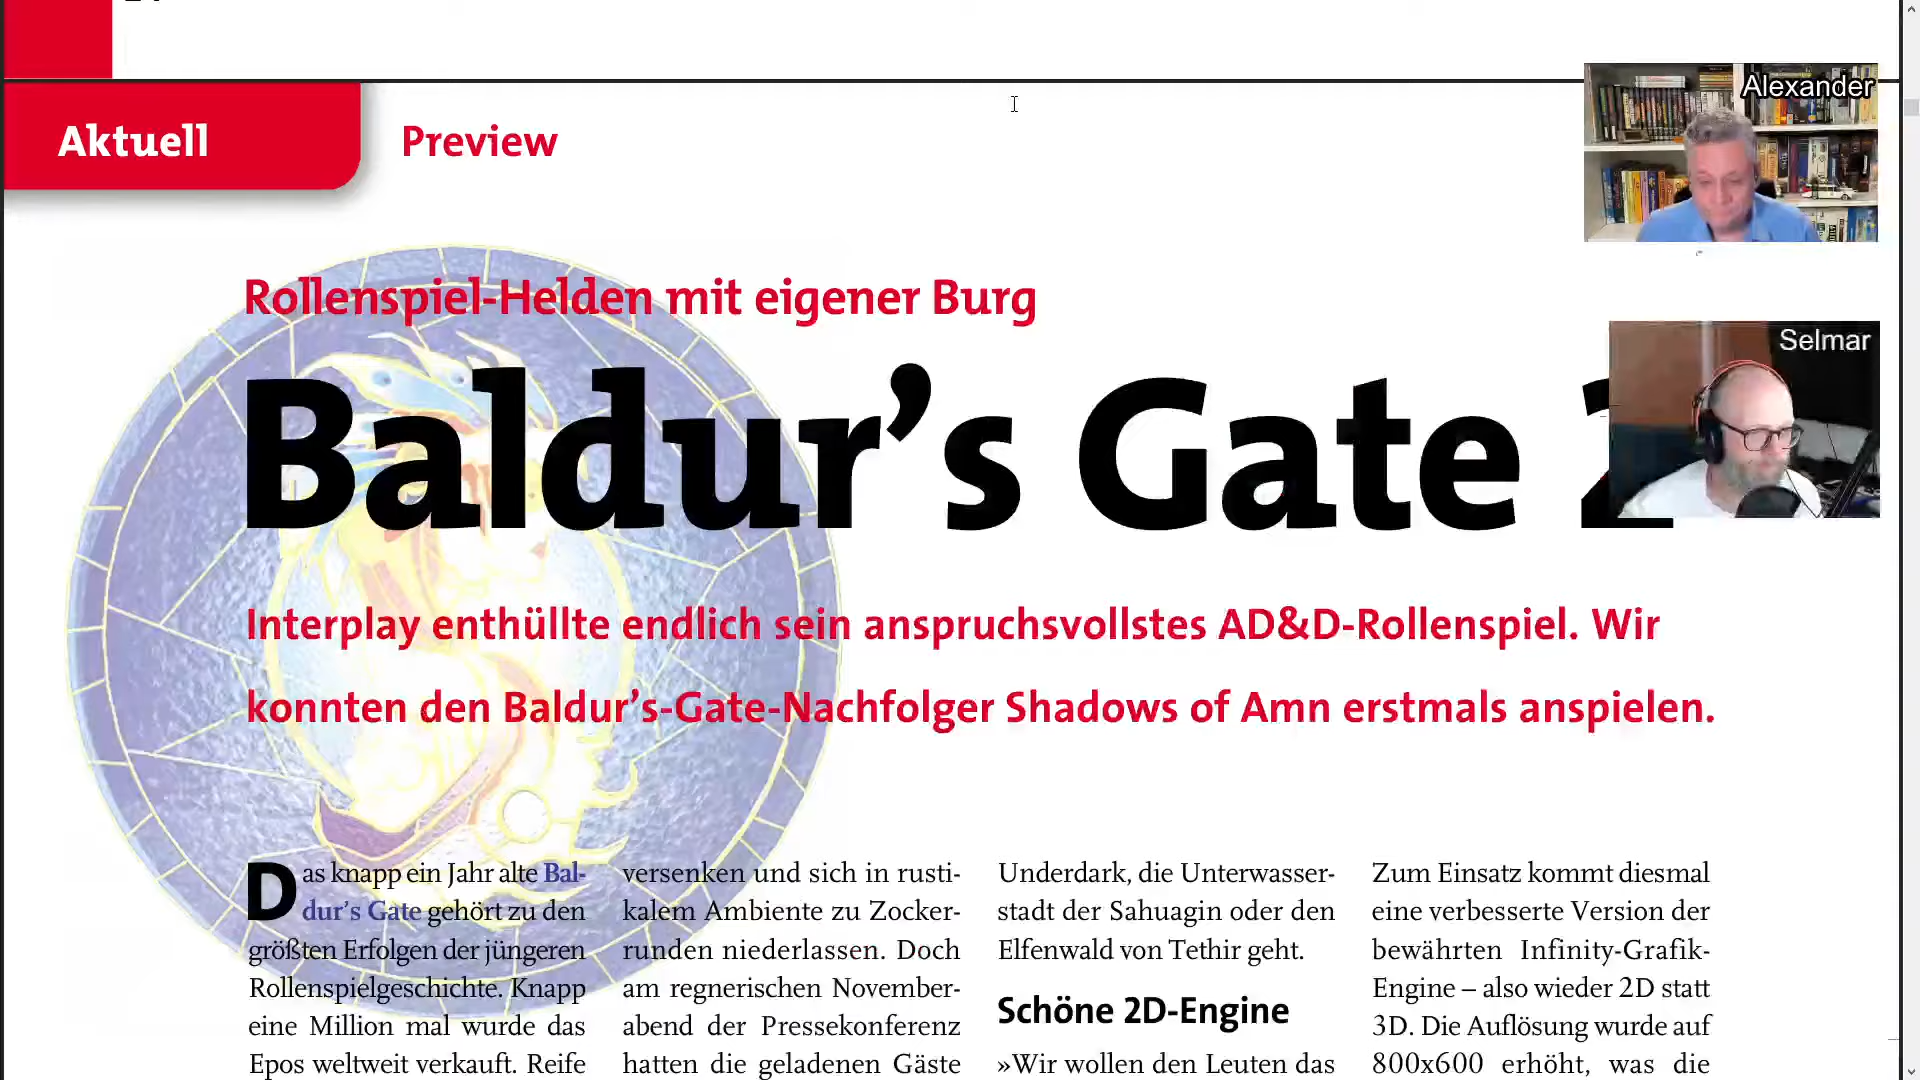 Aktuell
Preview
Alexander
Rollenspiel-Helden mit eigener Burg
Selmar
Baldur’s Gate 2
Interplay enthüllte endlich sein anspruchsvollstes AD&D-Rollenspiel. Wir
konnten den Baldur’s-Gate-Nachfolger Shadows of Amn erstmals anspielen.
Das knapp ein Jahr alte Bal-
dur’s Gate gehört zu den
größten Erfolgen der jüngeren
Rollenspielgeschichte. Knapp
eine Million mal wurde das
Epos weltweit verkauft. Reife
versenken und sich in rusti-
kalem Ambiente zu Zocker-
runden niederlassen. Doch
am regnerischen November-
abend der Pressekonferenz
hatten die geladenen Gäste
Underdark, die Unterwasser-
stadt der Sahuagin oder den
Elfenwald von Tethir geht.
Schöne 2D-Engine
»Wir wollen den Leuten das
Zum Einsatz kommt diesmal
eine verbesserte Version der
bewährten Infinity-Grafik-
Engine – also wieder 2D statt
3D. Die Auflösung wurde auf
800x600 erhöht, was die